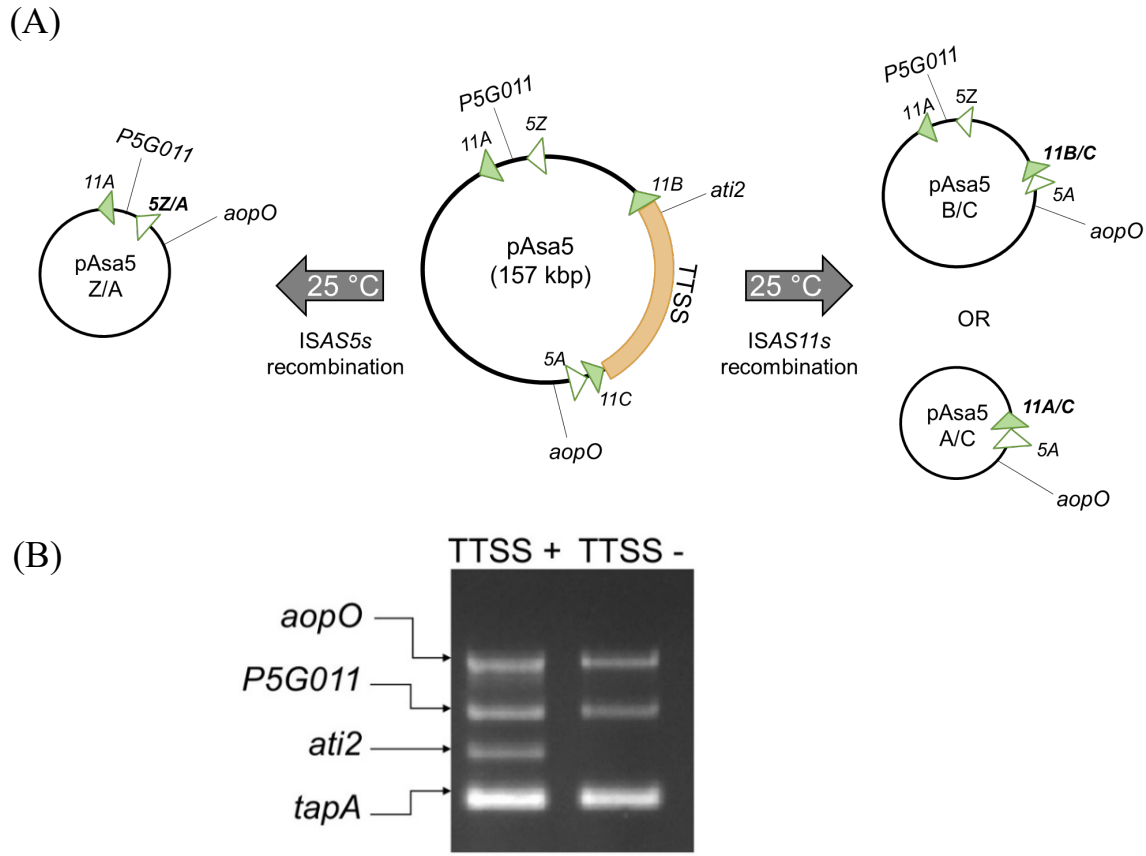 (A)
P5G011
11A
5Z/A
aopO
pAsa5
Z/A
25 °C
ISAS5s
recombination
P5G011
11A
5Z
11B
ati2
pAsa5
(157 kbp)
TTSS
5A
11C
aopO
25 °C
ISAS11s
recombination
P5G011
11A
5Z
11B/C
5A
pAsa5
B/C
aopO
OR
pAsa5
A/C
11A/C
5A
aopO
(B)
TTSS + TTSS -
aopO
P5G011
ati2
tapA